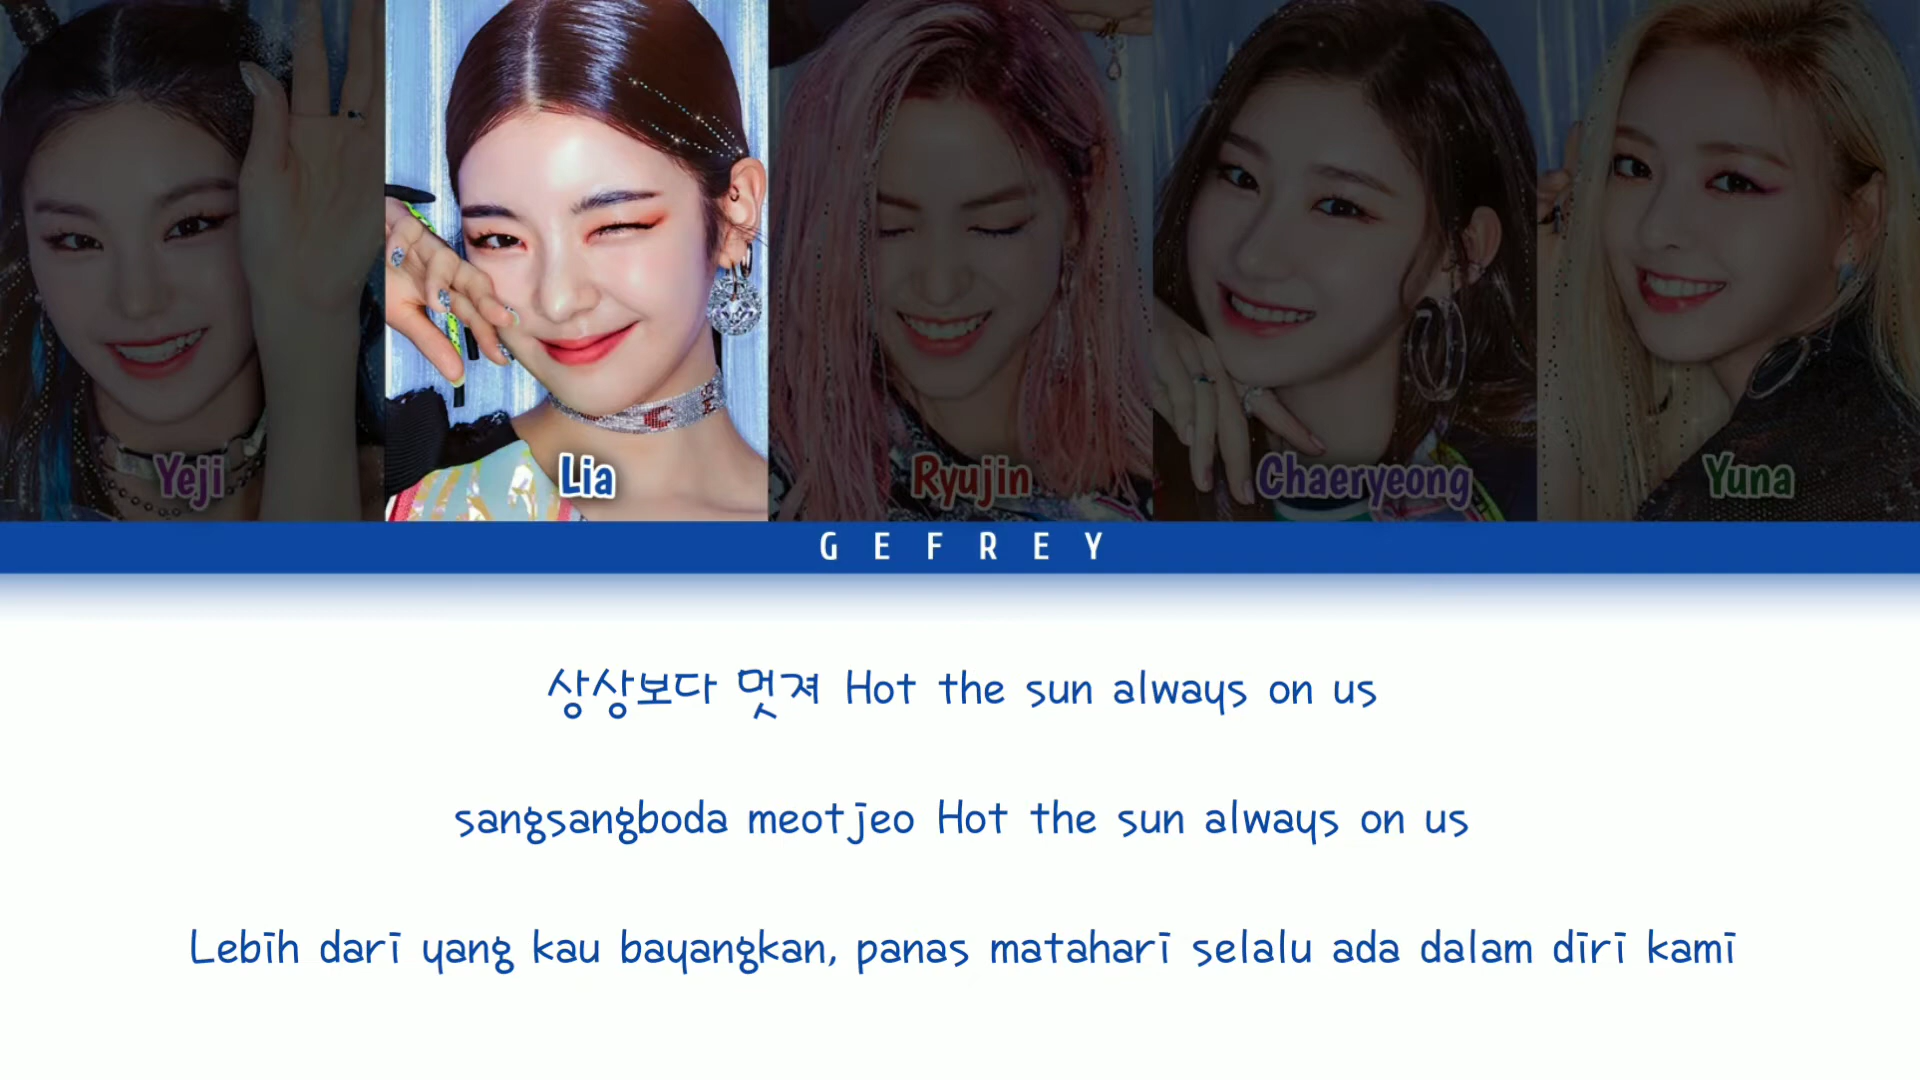 Yeji
Lia
Ryujin
Chaeryeong
Yuna
GEFREY
상상보다 멋져 Hot the sun always on us
sangsangboda meotjeo Hot the sun always on us
Lebih dari yang kau bayangkan, panas matahari selalu ada dalam diri kami